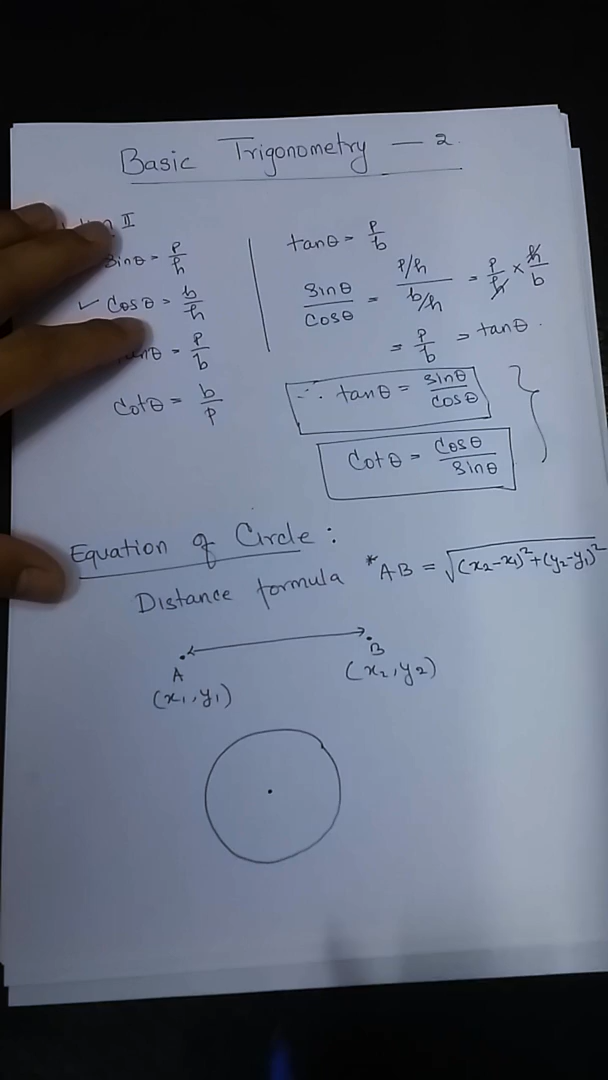 Basic Trigonometry — 2
II
sinθ = p/h
✓ Cosθ = b/h
tanθ = p/b
Cotθ = b/p
tanθ = p/b
sinθ/cosθ = (p/h)/(b/h) = p/h × h/b
= p/b = tanθ.
∴ tanθ = sinθ/cosθ
Cotθ = Cosθ/sinθ
Equation of Circle :
Distance formula * AB = √((x₂-x₁)²+(y₂-y₁)²)
A B
(x₁,y₁) (x₂,y₂)